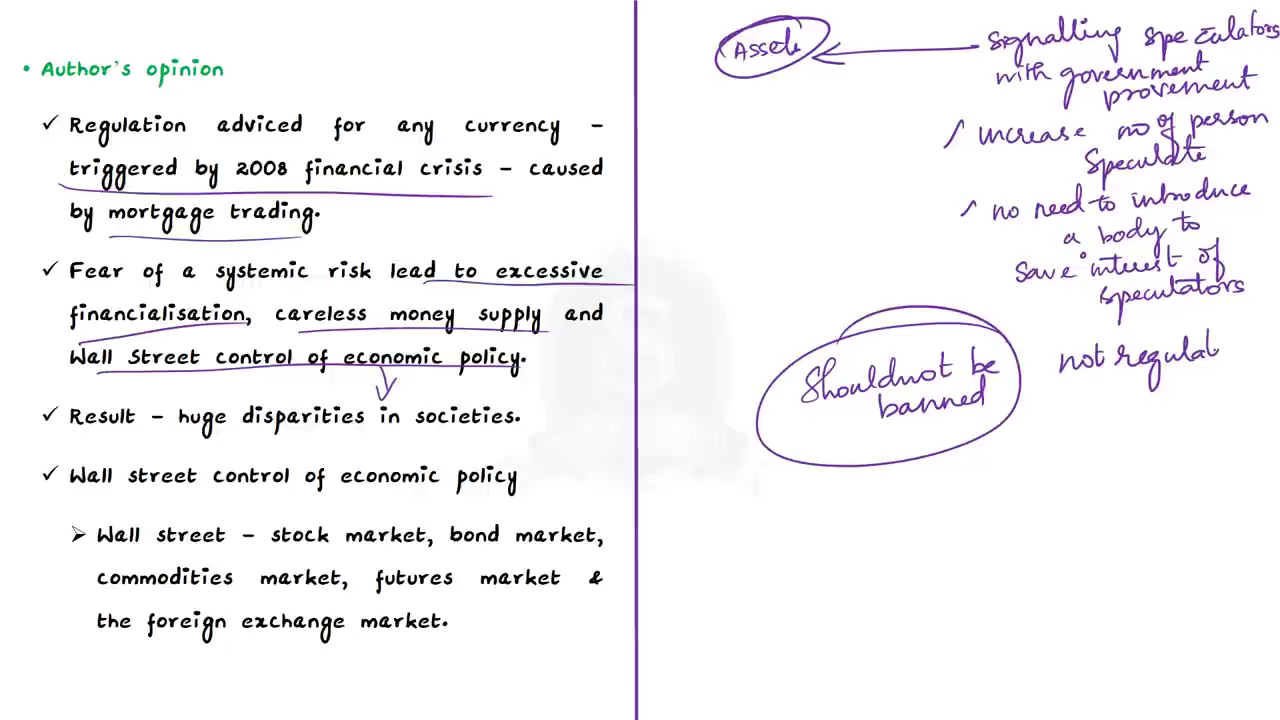 • Author's opinion
✓ Regulation adviced for any currency –
triggered by 2008 financial crisis – caused
by mortgage trading.
✓ Fear of a systemic risk lead to excessive
financialisation, careless money supply and
Wall Street control of economic policy.
✓ Result – huge disparities in societies.
✓ Wall street control of economic policy
➢ Wall street – stock market, bond market,
commodities market, futures market &
the foreign exchange market.
Assets
signalling speculators
with government
provement
increase no of person
speculate
no need to introduce
a body to
save interest of
speculators
Shouldnot be
banned
not regulat